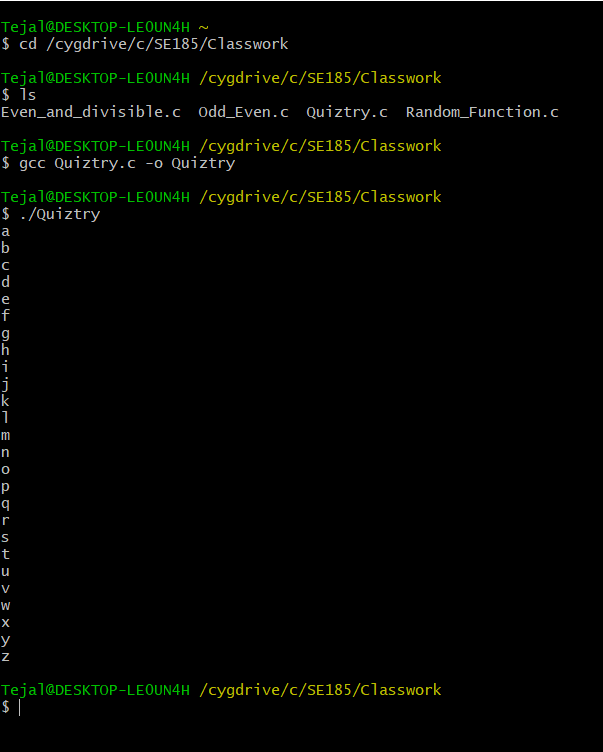 Tejal@DESKTOP-LEOUN4H ~
$ cd /cygdrive/c/SE185/Classwork
Tejal@DESKTOP-LEOUN4H /cygdrive/c/SE185/Classwork
$ ls
Even_and_divisible.c  Odd_Even.c  Quiztry.c  Random_Function.c
Tejal@DESKTOP-LEOUN4H /cygdrive/c/SE185/Classwork
$ gcc Quiztry.c -o Quiztry
Tejal@DESKTOP-LEOUN4H /cygdrive/c/SE185/Classwork
$ ./Quiztry
a
b
c
d
e
f
g
h
i
j
k
l
m
n
o
p
q
r
s
t
u
v
w
x
y
z
Tejal@DESKTOP-LEOUN4H /cygdrive/c/SE185/Classwork
$